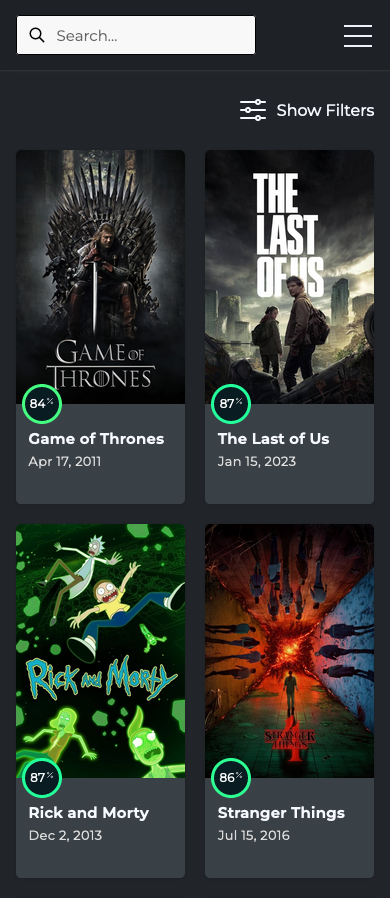 Search...
Show Filters
GAME OF
THRONES
84%
Game of Thrones
Apr 17, 2011
THE
LAST
OF US
87%
The Last of Us
Jan 15, 2023
RICK AND MORTY
87%
Rick and Morty
Dec 2, 2013
STRANGER
THINGS
4
86%
Stranger Things
Jul 15, 2016